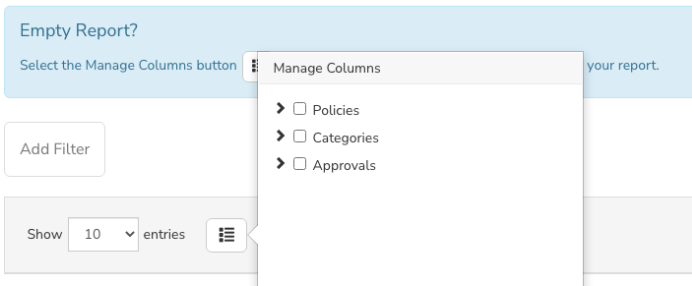 Empty Report?
Select the Manage Columns button
your report.
Manage Columns
Policies
Categories
Approvals
Add Filter
Show 10 entries